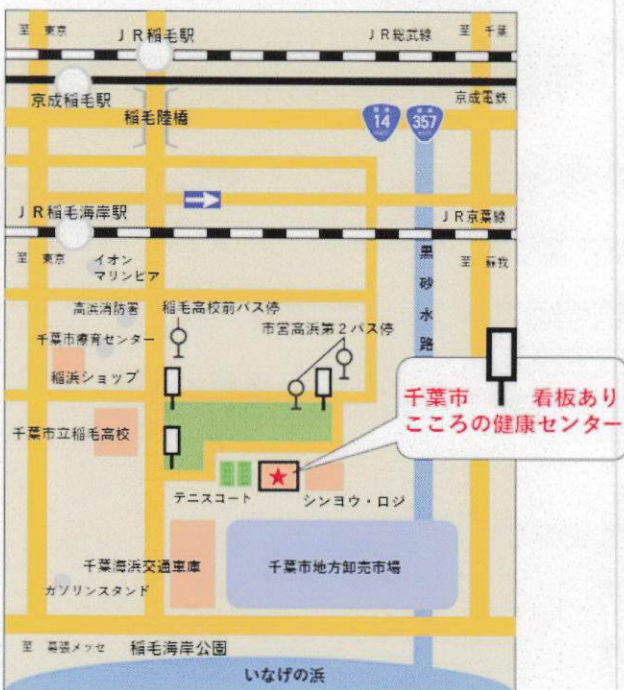 至 東京
JR稲毛駅
JR総武線
至 千葉
京成稲毛駅
京成電鉄
稲毛陸橋
14
357
JR稲毛海岸駅
JR京葉線
至 東京
イオン
マリンピア
黒砂水路
至 蘇我
高浜消防署
稲毛高校前バス停
市営高浜第2バス停
千葉市療育センター
稲浜ショップ
千葉市 看板あり
こころの健康センター
千葉市立稲毛高校
テニスコート
シンヨウ・ロジ
千葉海浜交通車庫
千葉市地方卸売市場
ガソリンスタンド
至 幕張メッセ
稲毛海岸公園
いなげの浜